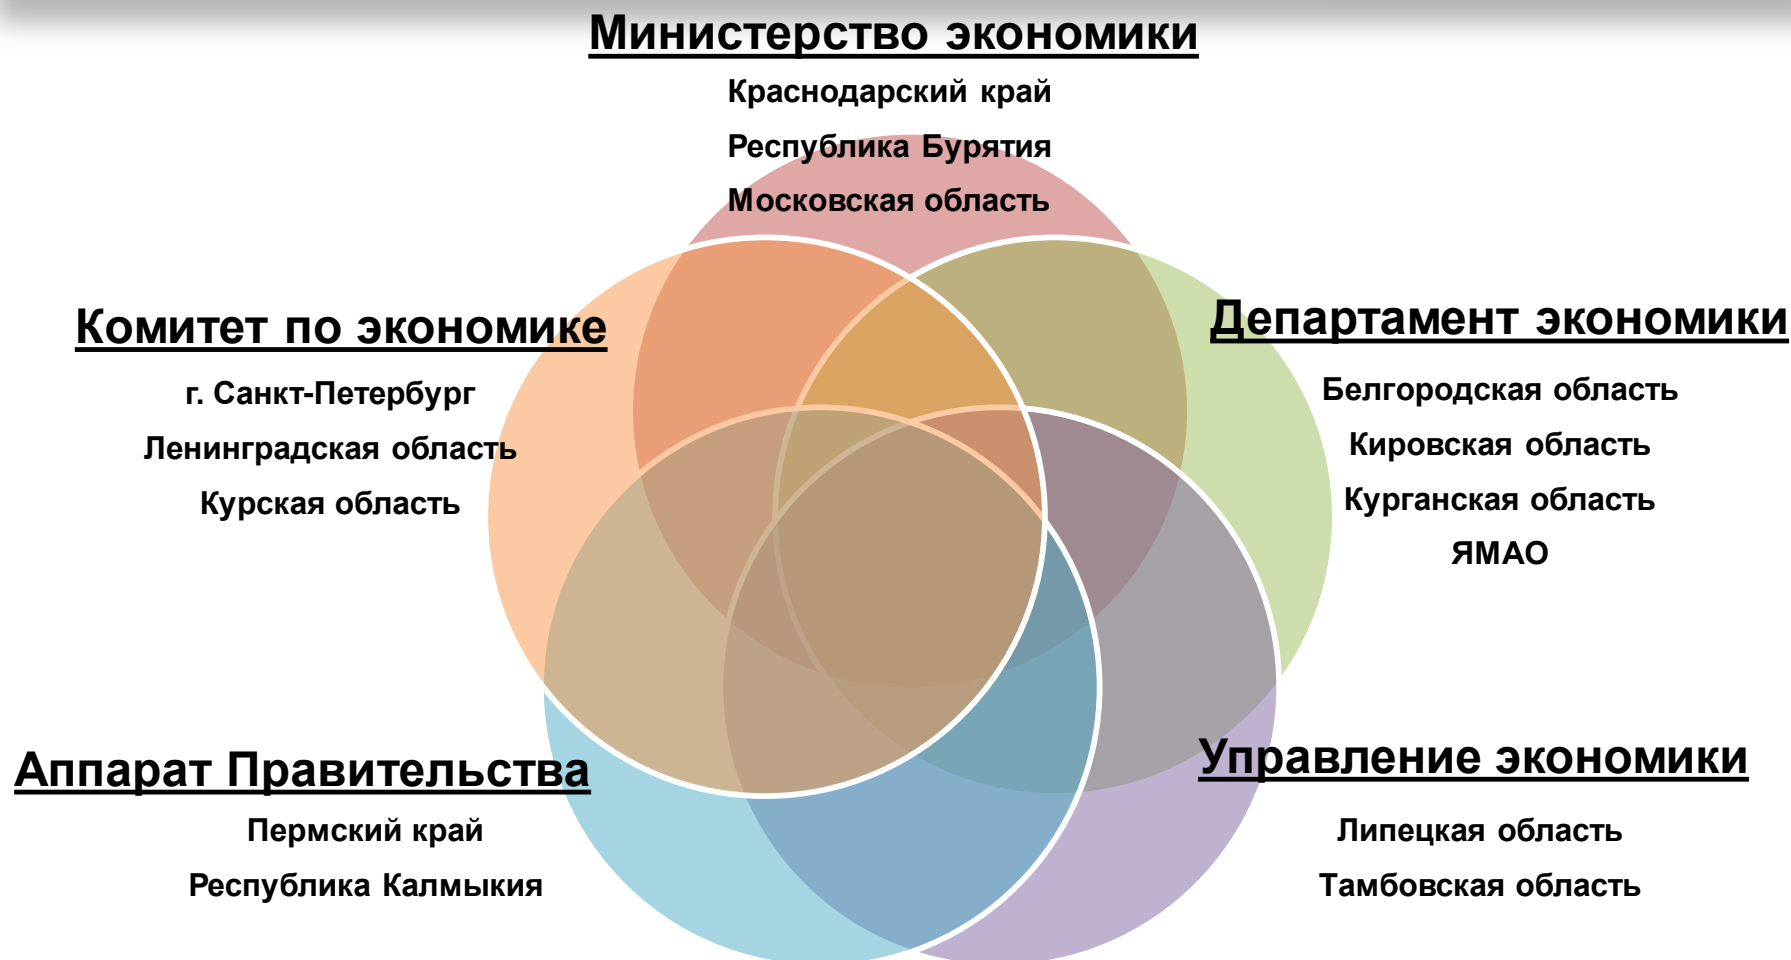 Министерство экономики
Краснодарский край
Республика Бурятия
Московская область
Комитет по экономике
г. Санкт-Петербург
Ленинградская область
Курская область
Департамент экономики
Белгородская область
Кировская область
Курганская область
ЯМАО
Аппарат Правительства
Пермский край
Республика Калмыкия
Управление экономики
Липецкая область
Тамбовская область